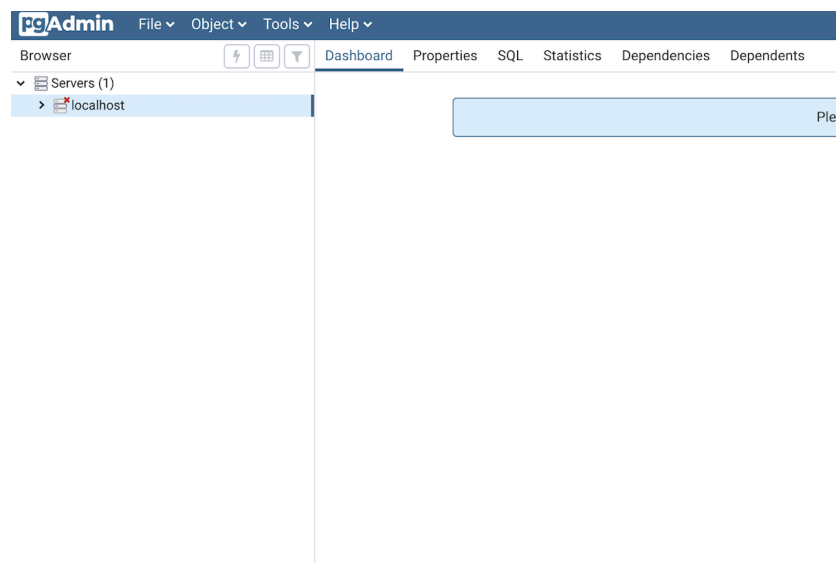 pgAdmin File Object Tools Help
Browser Dashboard Properties SQL Statistics Dependencies Dependents
Servers (1)
localhost
Ple